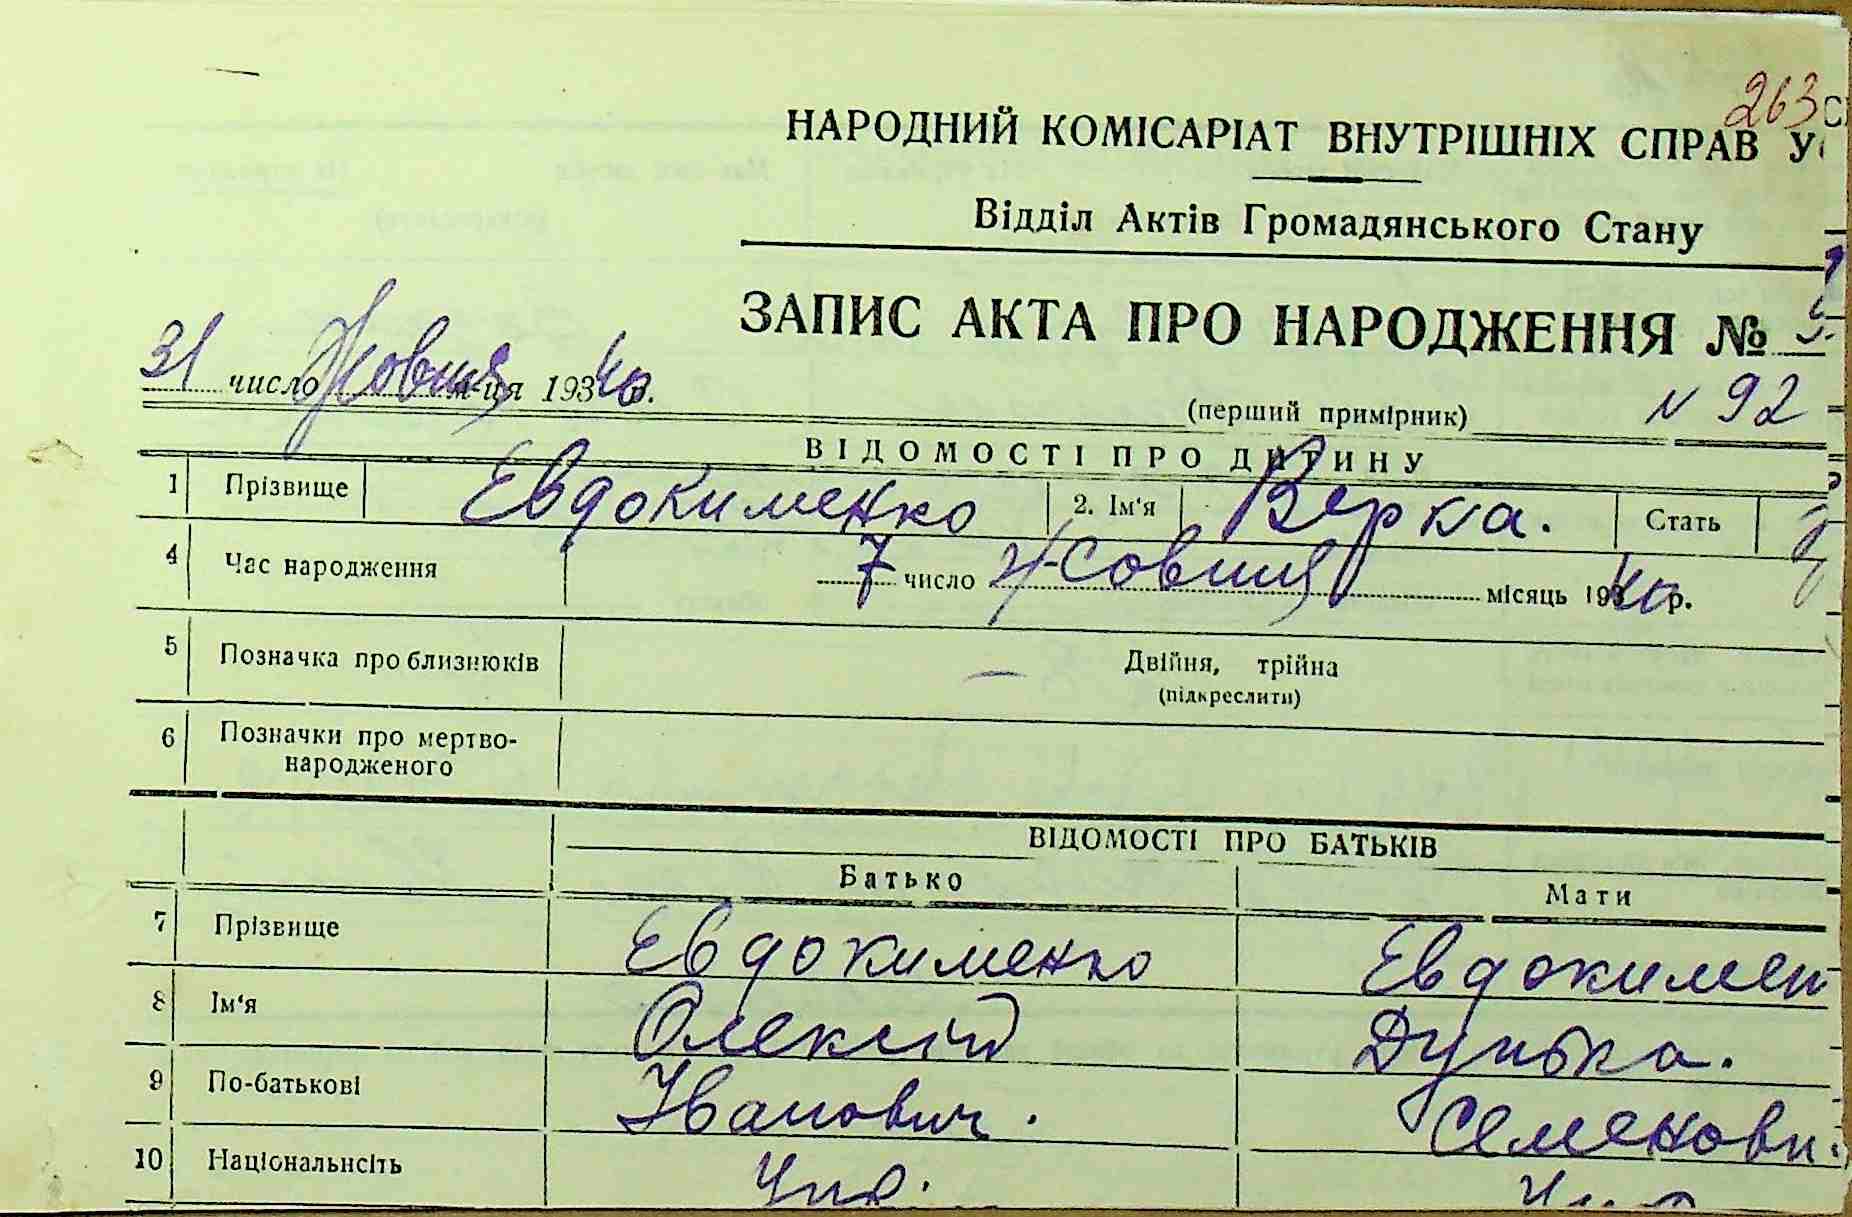 263
НАРОДНИЙ КОМІСАРІАТ ВНУТРІШНІХ СПРАВ
Відділ Актів Громадянського Стану
ЗАПИС АКТА ПРО НАРОДЖЕННЯ №
31 число Жовтня м-ця 1940 р.
(перший примірник) N 92
ВІДОМОСТІ ПРО ДИТИНУ
1 Прізвище Евдокименко 2. Ім'я Верка. Стать
4 Час народження 7 число Жовтня місяць 1940 р.
5 Позначка про близнюків — Двійня, трійна
(підкреслити)
6 Позначки про мертво-
народженого
ВІДОМОСТІ ПРО БАТЬКІВ
Батько Мати
7 Прізвище Евдокименко Евдокимен
8 Ім'я Олексій Дунька.
9 По-батькові Іванович. Семеновн.
10 Національнсіть Укр.